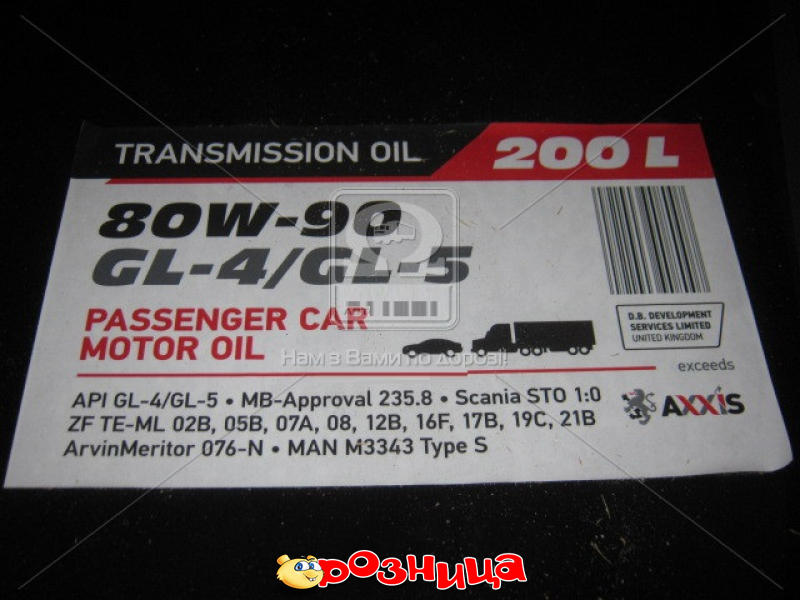 TRANSMISSION OIL 200 L
80W-90
GL-4/GL-5
PASSENGER CAR
MOTOR OIL
D.B. DEVELOPMENT
SERVICES LIMITED
UNITED KINGDOM
Нам з Вами по дорозі!
exceeds
API GL-4/GL-5 • MB-Approval 235.8 • Scania STO 1:0
ZF TE-ML 02B, 05B, 07A, 08, 12B, 16F, 17B, 19C, 21B
ArvinMeritor 076-N • MAN M3343 Type S
AXXIS
розница